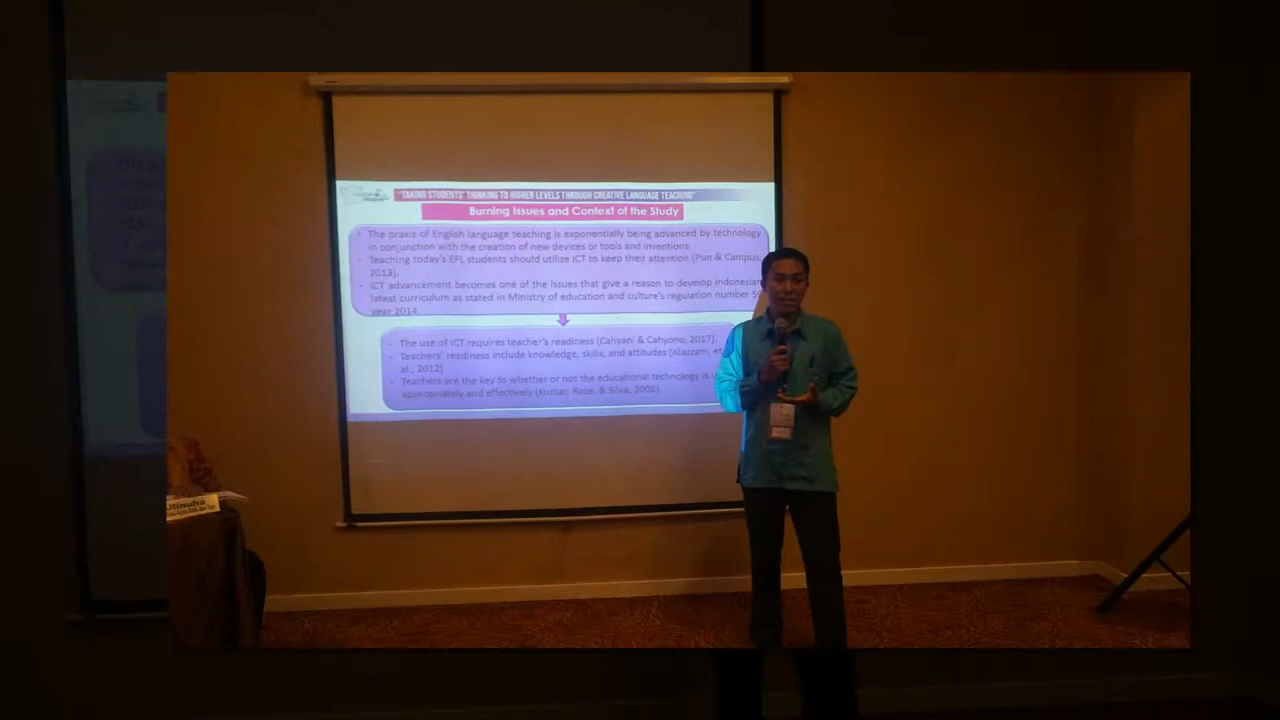 "TAKING STUDENTS' THINKING TO HIGHER LEVELS THROUGH CREATIVE LANGUAGE TEACHING"
Burning Issues and Context of the Study
- The praxis of English language teaching is exponentially being advanced by technology
in conjunction with the creation of new devices or tools and inventions.
- Teaching today's EFL students should utilize ICT to keep their attention (Pun & Campus,
2013).
- ICT advancement becomes one of the issues that give a reason to develop Indonesian
latest curriculum as stated in Ministry of education and culture's regulation number
year 2014
- The use of ICT requires teacher's readiness (Cahyani & Cahyono, 2017).
- Teachers' readiness include knowledge, skills, and attitudes (Alazzam, et
al., 2012)
- Teachers are the key to whether or not the educational technology is
appropriately and effectively (Kumar, Rose, & Silva, 2008).